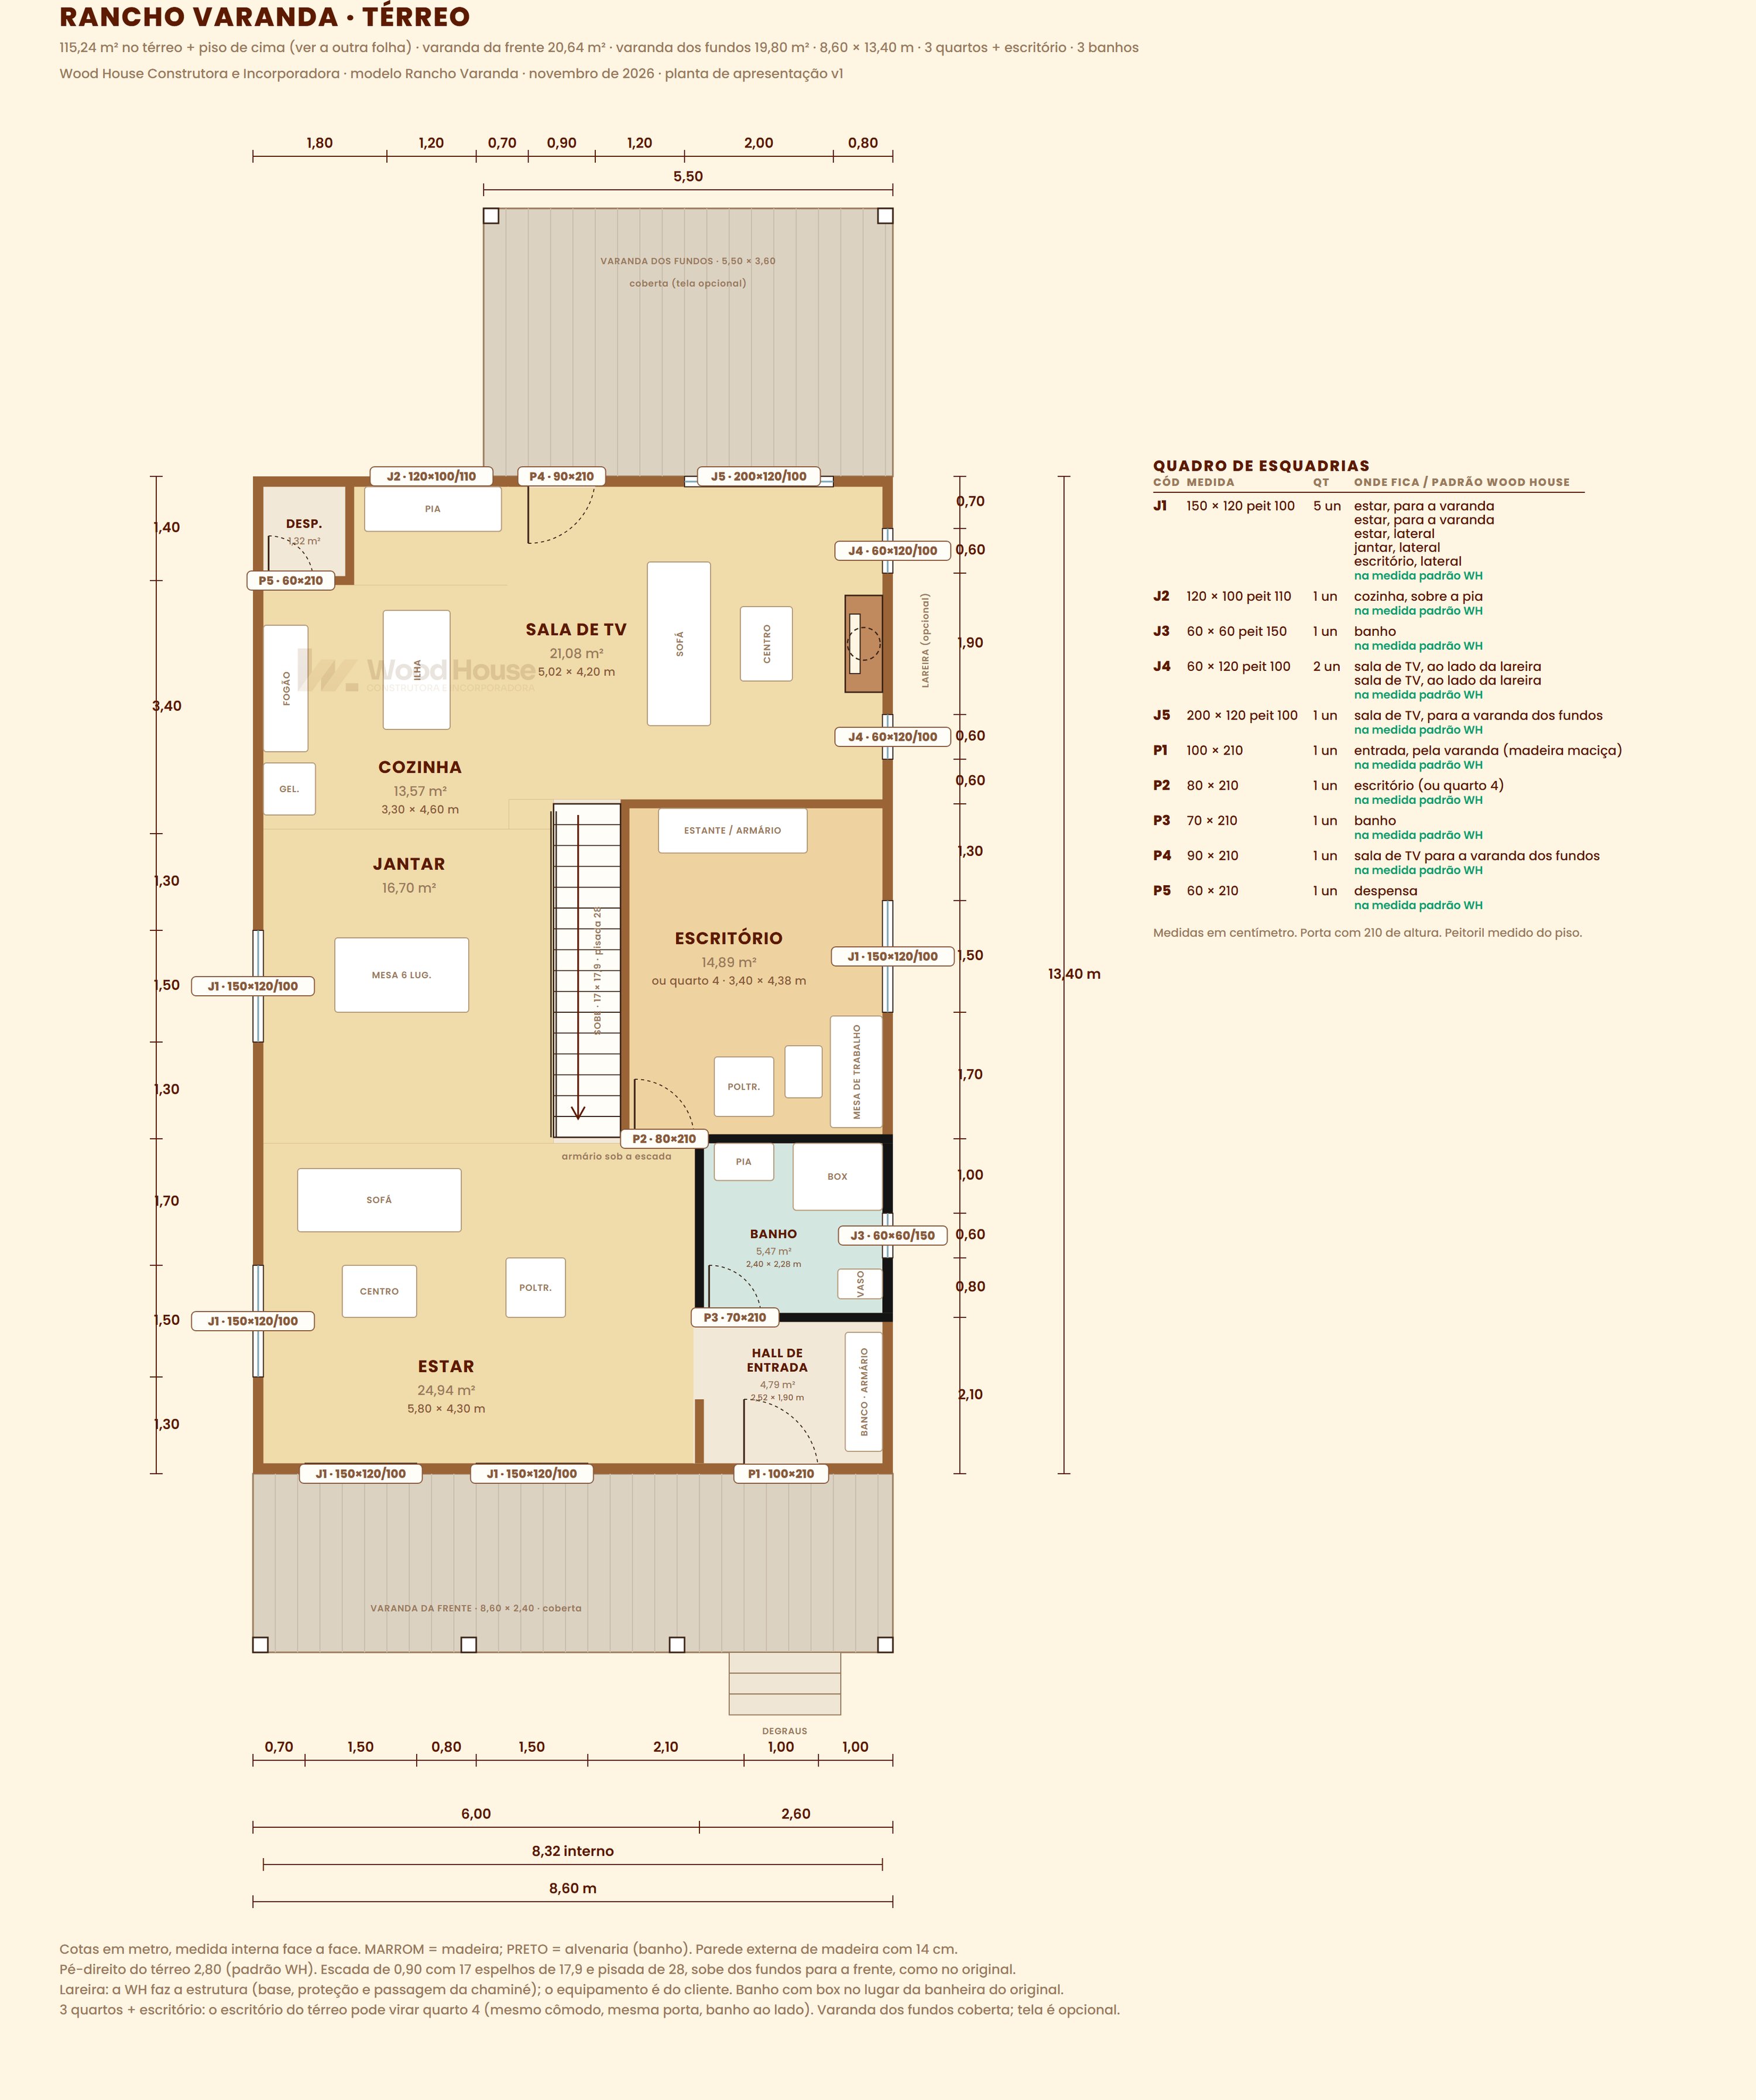 RANCHO VARANDA · TÉRREO
115,24 m² no térreo + piso de cima (ver a outra folha) · varanda da frente 20,64 m² · varanda dos fundos 19,80 m² · 8,60 × 13,40 m · 3 quartos + escritório · 3 banhos
Wood House Construtora e Incorporadora · modelo Rancho Varanda · novembro de 2026 · planta de apresentação v1
1,80 1,20 0,70 0,90 1,20 2,00 0,80
5,50
VARANDA DOS FUNDOS · 5,50 × 3,60
coberta (tela opcional)
J2 · 120×100/110
P4 · 90×210
J5 · 200×120/100
1,40
DESP.
1,32 m²
P5 · 60×210
PIA
0,70
J4 · 60×120/100
0,60
3,40
FOGÃO
ILHA
Wood House
CONSTRUTORA E INCORPORADORA
SALA DE TV
21,08 m²
5,02 × 4,20 m
SOFÁ
CENTRO
LAREIRA (opcional)
1,90
J4 · 60×120/100
0,60
GEL.
COZINHA
13,57 m²
3,30 × 4,60 m
0,60
JANTAR
16,70 m²
ESTANTE / ARMÁRIO
1,30
1,30
MESA 6 LUG.
1,50
J1 · 150×120/100
SOBE · 17 × 17,9 · pisada 28
ESCRITÓRIO
14,89 m²
ou quarto 4 · 3,40 × 4,38 m
J1 · 150×120/100
1,50
13,40 m
1,30
POLTR.
MESA DE TRABALHO
1,70
P2 · 80×210
armário sob a escada
1,70
SOFÁ
PIA
BOX
1,00
BANHO
5,47 m²
2,40 × 2,28 m
J3 · 60×60/150
0,60
VASO
0,80
CENTRO
POLTR.
1,50
J1 · 150×120/100
P3 · 70×210
ESTAR
24,94 m²
5,80 × 4,30 m
HALL DE
ENTRADA
4,79 m²
2,52 × 1,90 m
BANCO · ARMÁRIO
2,10
1,30
J1 · 150×120/100
J1 · 150×120/100
P1 · 100×210
VARANDA DA FRENTE · 8,60 × 2,40 · coberta
DEGRAUS
0,70 1,50 0,80 1,50 2,10 1,00 1,00
6,00 2,60
8,32 interno
8,60 m
QUADRO DE ESQUADRIAS
CÓD MEDIDA QT ONDE FICA / PADRÃO WOOD HOUSE
J1 150 × 120 peit 100 5 un estar, para a varanda
estar, para a varanda
estar, lateral
jantar, lateral
escritório, lateral
na medida padrão WH
J2 120 × 100 peit 110 1 un cozinha, sobre a pia
na medida padrão WH
J3 60 × 60 peit 150 1 un banho
na medida padrão WH
J4 60 × 120 peit 100 2 un sala de TV, ao lado da lareira
sala de TV, ao lado da lareira
na medida padrão WH
J5 200 × 120 peit 100 1 un sala de TV, para a varanda dos fundos
na medida padrão WH
P1 100 × 210 1 un entrada, pela varanda (madeira maciça)
na medida padrão WH
P2 80 × 210 1 un escritório (ou quarto 4)
na medida padrão WH
P3 70 × 210 1 un banho
na medida padrão WH
P4 90 × 210 1 un sala de TV para a varanda dos fundos
na medida padrão WH
P5 60 × 210 1 un despensa
na medida padrão WH
Medidas em centímetro. Porta com 210 de altura. Peitoril medido do piso.
Cotas em metro, medida interna face a face. MARROM = madeira; PRETO = alvenaria (banho). Parede externa de madeira com 14 cm.
Pé-direito do térreo 2,80 (padrão WH). Escada de 0,90 com 17 espelhos de 17,9 e pisada de 28, sobe dos fundos para a frente, como no original.
Lareira: a WH faz a estrutura (base, proteção e passagem da chaminé); o equipamento é do cliente. Banho com box no lugar da banheira do original.
3 quartos + escritório: o escritório do térreo pode virar quarto 4 (mesmo cômodo, mesma porta, banho ao lado). Varanda dos fundos coberta; tela é opcional.